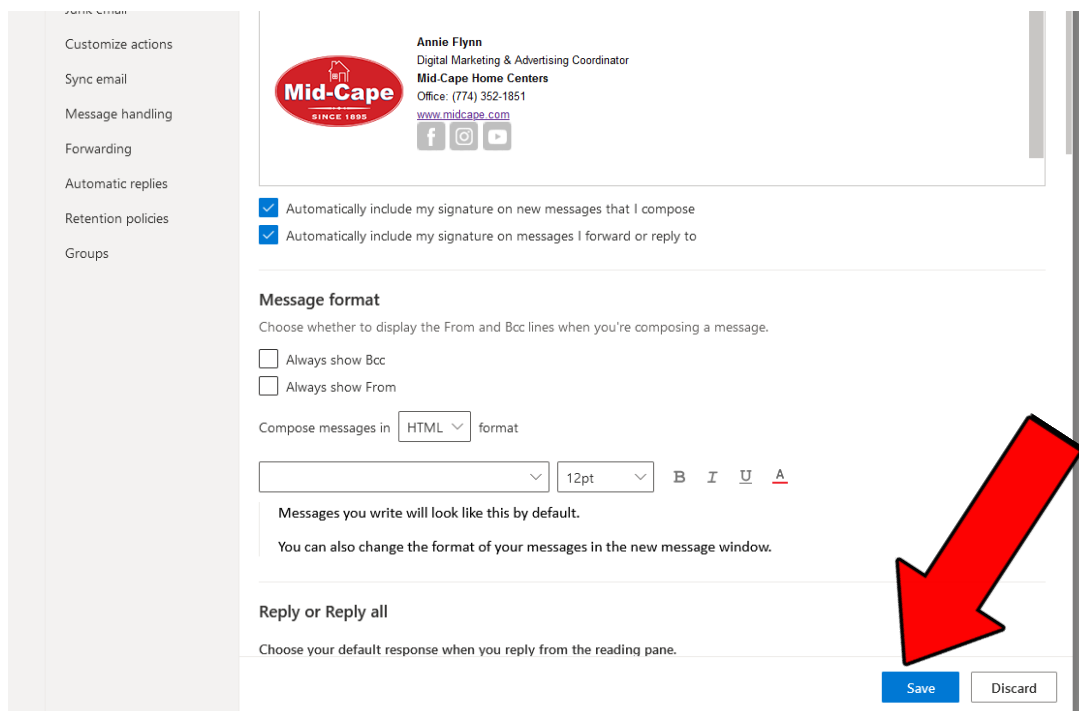 Junk email
Customize actions
Sync email
Message handling
Forwarding
Automatic replies
Retention policies
Groups
Mid-Cape
SINCE 1895
Annie Flynn
Digital Marketing & Advertising Coordinator
Mid-Cape Home Centers
Office: (774) 352-1851
www.midcape.com
Automatically include my signature on new messages that I compose
Automatically include my signature on messages I forward or reply to
Message format
Choose whether to display the From and Bcc lines when you're composing a message.
Always show Bcc
Always show From
Compose messages in HTML format
12pt B I U A
Messages you write will look like this by default.
You can also change the format of your messages in the new message window.
Reply or Reply all
Choose your default response when you reply from the reading pane.
Save Discard